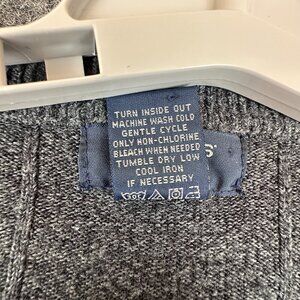 TURN INSIDE OUT
MACHINE WASH COLD
GENTLE CYCLE
ONLY NON-CHLORINE
BLEACH WHEN NEEDED
TUMBLE DRY LOW
COOL IRON
IF NECESSARY